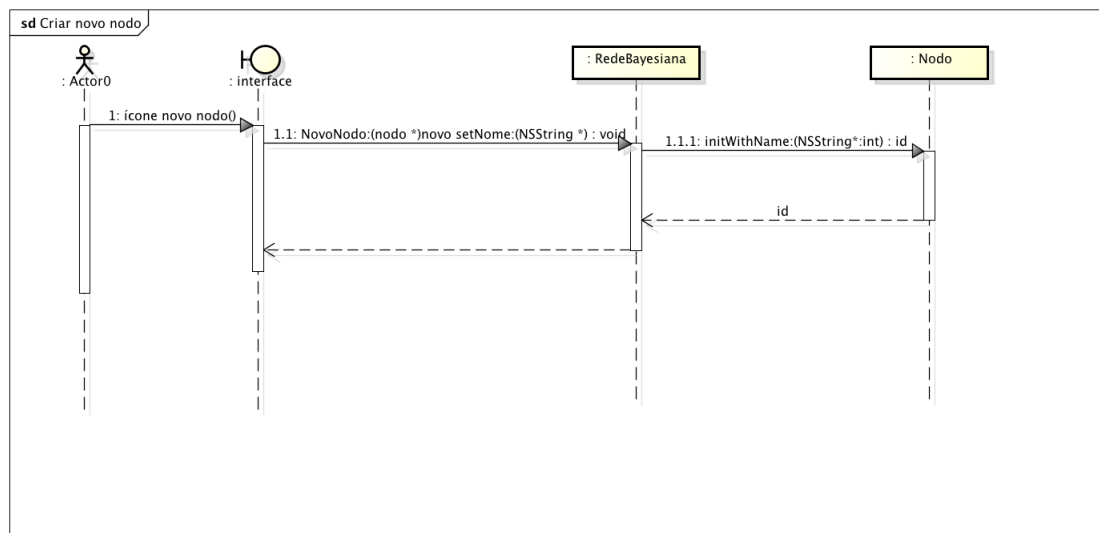 sd Criar novo nodo
: Actor0
: interface
: RedeBayesiana
: Nodo
1: ícone novo nodo()
1.1: NovoNodo:(nodo *)novo setNome:(NSString *) : void
1.1.1: initWithName:(NSString*:int) : id
id